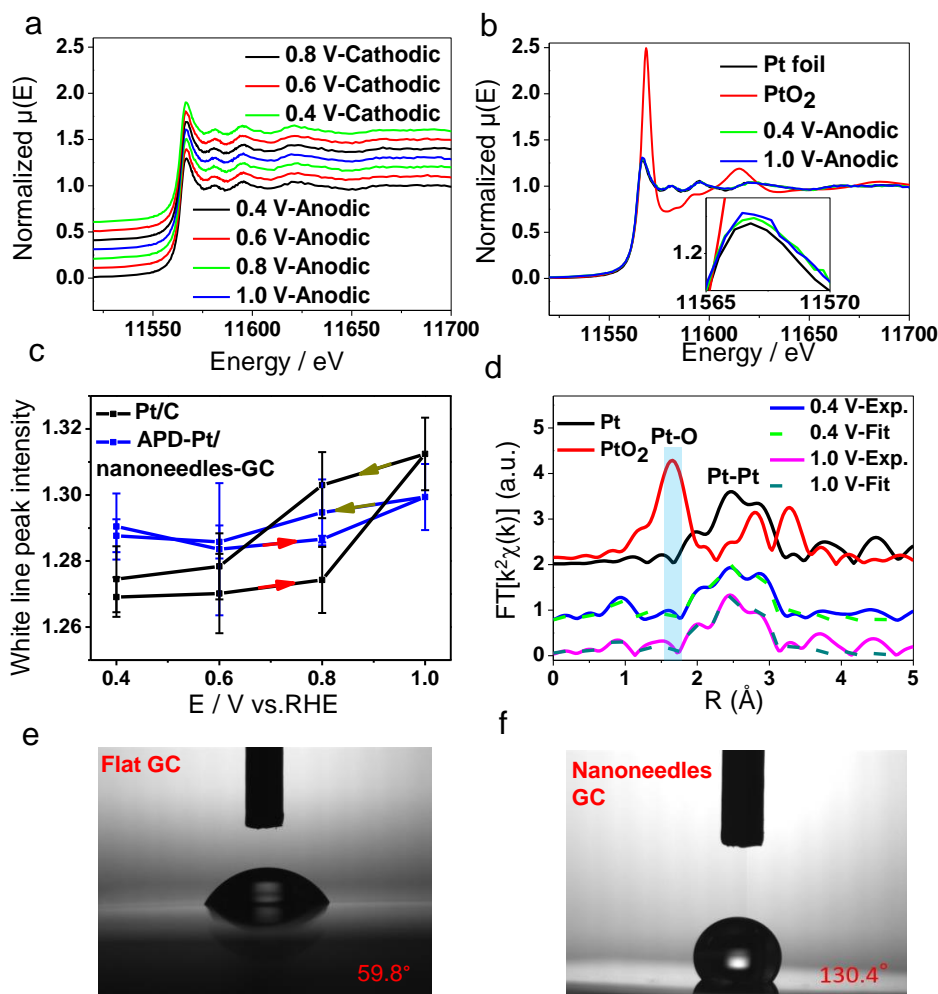 a
2.5
2.0
1.5
1.0
0.5
0.0
Normalized μ(E)
0.8 V-Cathodic
0.6 V-Cathodic
0.4 V-Cathodic
0.4 V-Anodic
0.6 V-Anodic
0.8 V-Anodic
1.0 V-Anodic
11550 11600 11650 11700
Energy / eV
b
2.5
2.0
1.5
1.0
0.5
0.0
Normalized μ(E)
Pt foil
PtO2
0.4 V-Anodic
1.0 V-Anodic
1.2
11565 11570
11550 11600 11650 11700
Energy / eV
c
White line peak intensity
1.32
1.30
1.28
1.26
Pt/C
APD-Pt/
nanoneedles-GC
0.4 0.6 0.8 1.0
E / V vs.RHE
d
FT[k2χ(k)] (a.u.)
5
4
3
2
1
0
Pt
PtO2
Pt-O
Pt-Pt
0.4 V-Exp.
0.4 V-Fit
1.0 V-Exp.
1.0 V-Fit
0 1 2 3 4 5
R (Å)
e
Flat GC
59.8°
f
Nanoneedles
GC
130.4°